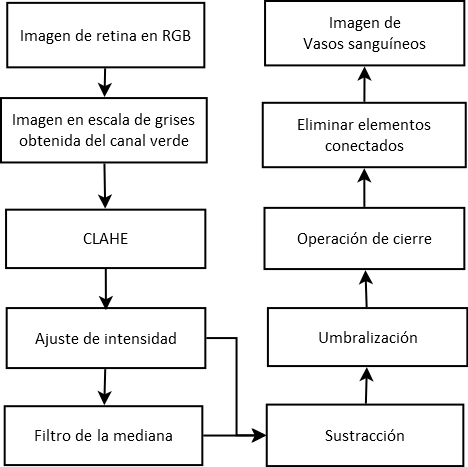 Imagen de retina en RGB
Imagen en escala de grises
obtenida del canal verde
CLAHE
Ajuste de intensidad
Filtro de la mediana
Sustracción
Umbralización
Operación de cierre
Eliminar elementos
conectados
Imagen de
Vasos sanguíneos